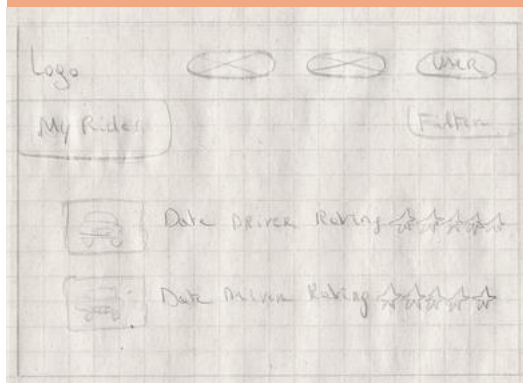 Logo
USER
My Rides
Filter
Date DRIVER Rating
Date Driver Rating